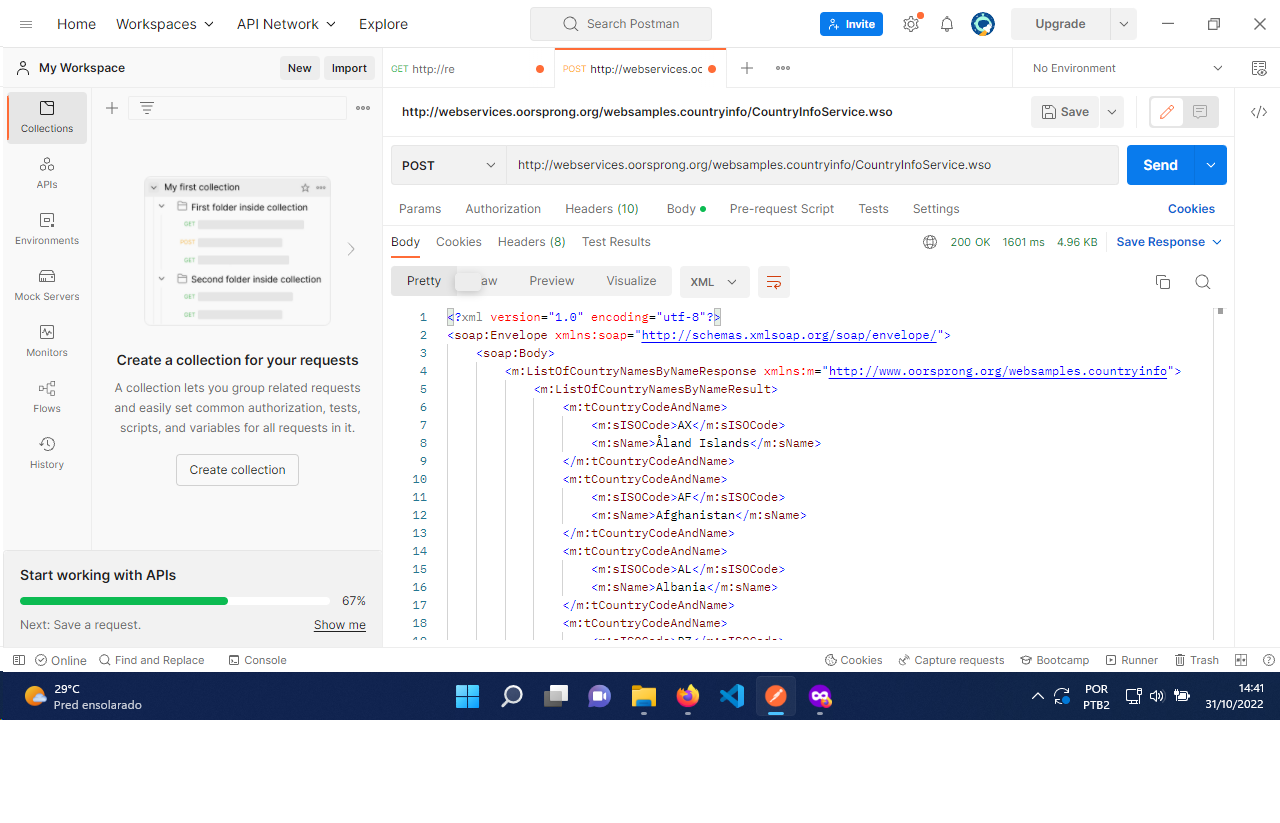 Home
Workspaces
API Network
Explore
Search Postman
Invite
Upgrade
My Workspace
New
Import
GET http://re
POST http://webservices.oc
No Environment
Collections
APIs
Environments
Mock Servers
Monitors
Flows
History
My first collection
First folder inside collection
GET
POST
GET
Second folder inside collection
GET
GET
Create a collection for your requests
A collection lets you group related requests
and easily set common authorization, tests,
scripts, and variables for all requests in it.
Create collection
Start working with APIs
67%
Next: Save a request.
Show me
http://webservices.oorsprong.org/websamples.countryinfo/CountryInfoService.wso
Save
POST
http://webservices.oorsprong.org/websamples.countryinfo/CountryInfoService.wso
Send
Params
Authorization
Headers (10)
Body
Pre-request Script
Tests
Settings
Cookies
Body
Cookies
Headers (8)
Test Results
200 OK
1601 ms
4.96 KB
Save Response
Pretty
aw
Preview
Visualize
XML
1 <?xml version="1.0" encoding="utf-8"?>
2 <soap:Envelope xmlns:soap="http://schemas.xmlsoap.org/soap/envelope/">
3 <soap:Body>
4 <m:ListOfCountryNamesByNameResponse xmlns:m="http://www.oorsprong.org/websamples.countryinfo">
5 <m:ListOfCountryNamesByNameResult>
6 <m:tCountryCodeAndName>
7 <m:sISOCode>AX</m:sISOCode>
8 <m:sName>Åland Islands</m:sName>
9 </m:tCountryCodeAndName>
10 <m:tCountryCodeAndName>
11 <m:sISOCode>AF</m:sISOCode>
12 <m:sName>Afghanistan</m:sName>
13 </m:tCountryCodeAndName>
14 <m:tCountryCodeAndName>
15 <m:sISOCode>AL</m:sISOCode>
16 <m:sName>Albania</m:sName>
17 </m:tCountryCodeAndName>
18 <m:tCountryCodeAndName>
19 <m:sISOCode>DZ</m:sISOCode>
Online
Find and Replace
Console
Cookies
Capture requests
Bootcamp
Runner
Trash
29°C
Pred ensolarado
POR
PTB2
14:41
31/10/2022